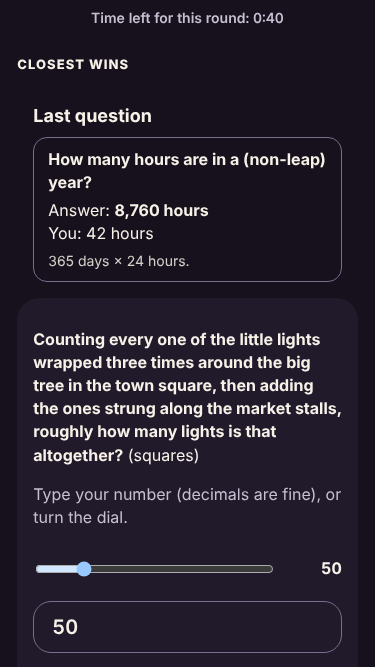 Time left for this round: 0:40
CLOSEST WINS
Last question
How many hours are in a (non-leap)
year?
Answer: 8,760 hours
You: 42 hours
365 days × 24 hours.
Counting every one of the little lights
wrapped three times around the big
tree in the town square, then adding
the ones strung along the market stalls,
roughly how many lights is that
altogether? (squares)
Type your number (decimals are fine), or
turn the dial.
50
50